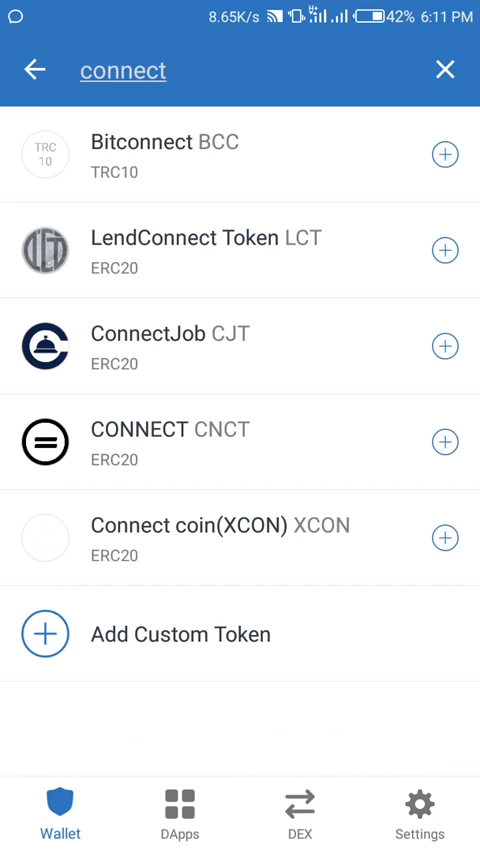 8.65K/s 42% 6:11 PM
connect
TRC
10
Bitconnect BCC
TRC10
LendConnect Token LCT
ERC20
ConnectJob CJT
ERC20
CONNECT CNCT
ERC20
Connect coin(XCON) XCON
ERC20
Add Custom Token
Wallet DApps DEX Settings